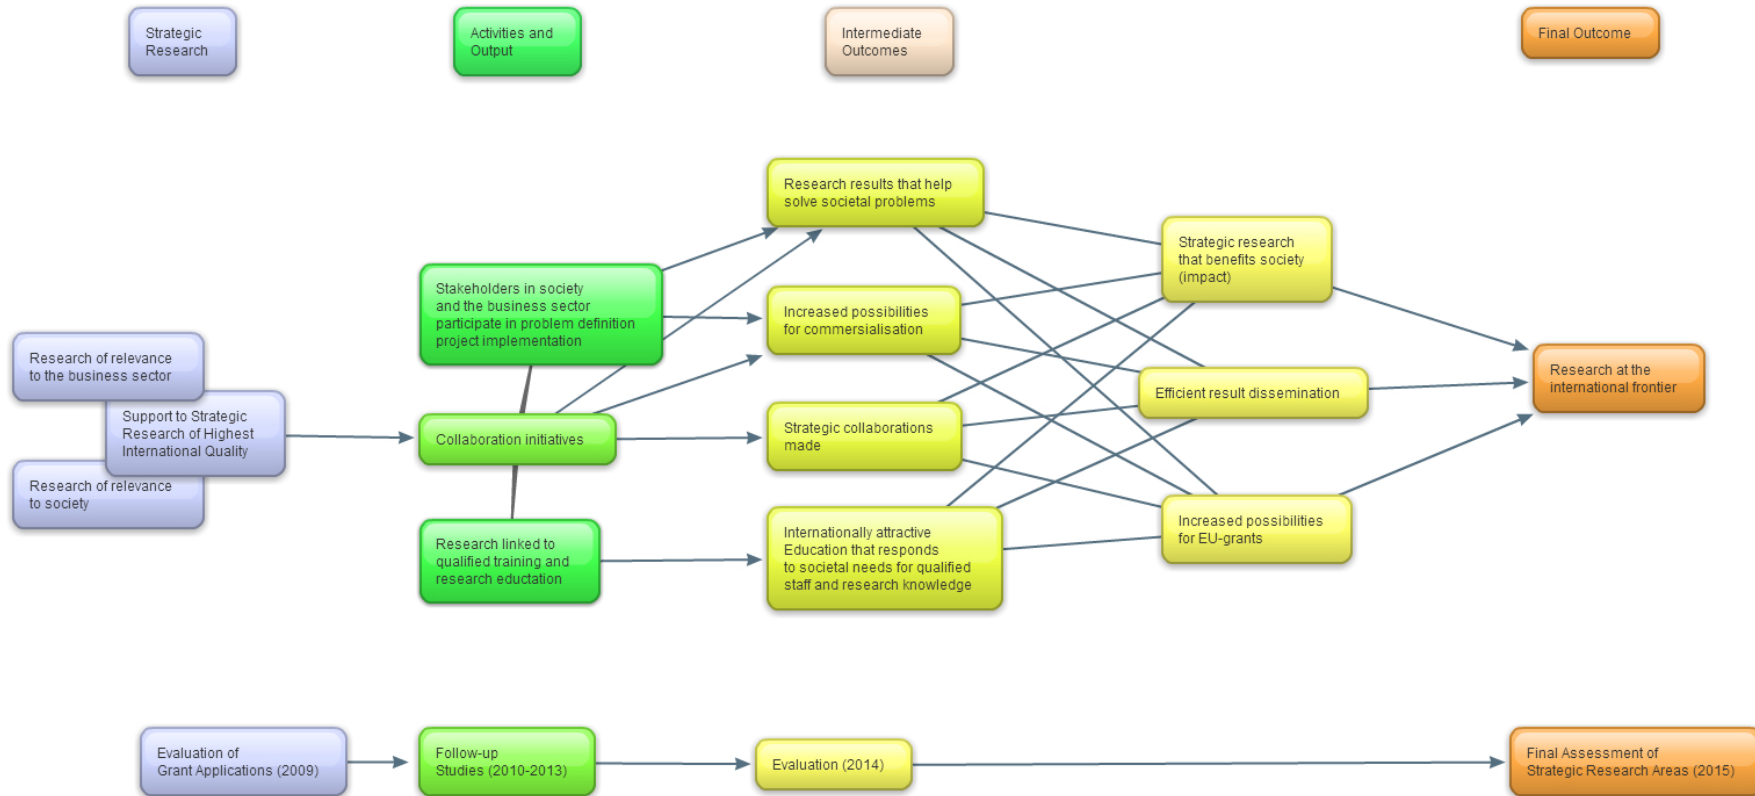 Strategic
Research
Activities and
Output
Intermediate
Outcomes
Final Outcome
Research results that help
solve societal problems
Strategic research
that benefits society
(impact)
Stakeholders in society
and the business sector
participate in problem definition
project implementation
Increased possibilities
for commersialisation
Research of relevance
to the business sector
Research at the
international frontier
Efficient result dissemination
Support to Strategic
Research of Highest
International Quality
Collaboration initiatives
Strategic collaborations
made
Research of relevance
to society
Increased possibilities
for EU-grants
Research linked to
qualified training and
research eductation
Internationally attractive
Education that responds
to societal needs for qualified
staff and research knowledge
Evaluation of
Grant Applications (2009)
Follow-up
Studies (2010-2013)
Evaluation (2014)
Final Assessment of
Strategic Research Areas (2015)